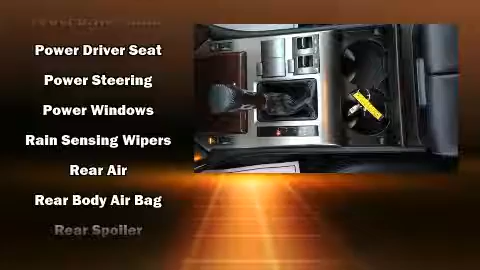 Power Driver Seat
Power Steering
Power Windows
Rain Sensing Wipers
Rear Air
Rear Body Air Bag
Rear Spoiler